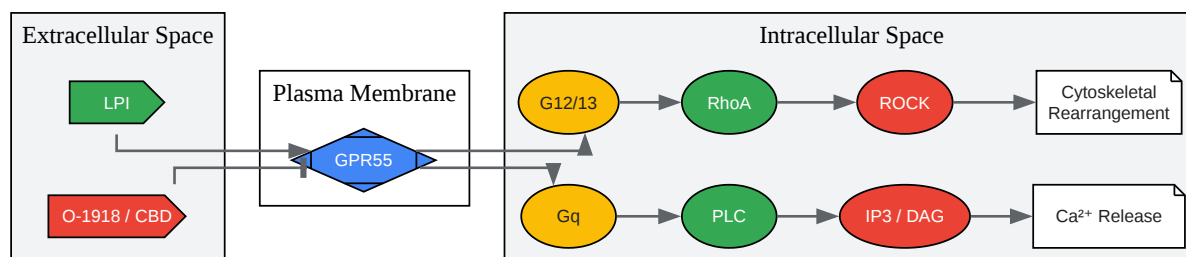 Extracellular Space
LPI
O-1918 / CBD
Plasma Membrane
GPR55
Intracellular Space
G12/13
RhoA
ROCK
Cytoskeletal
Rearrangement
Gq
PLC
IP3 / DAG
Ca²⁺ Release